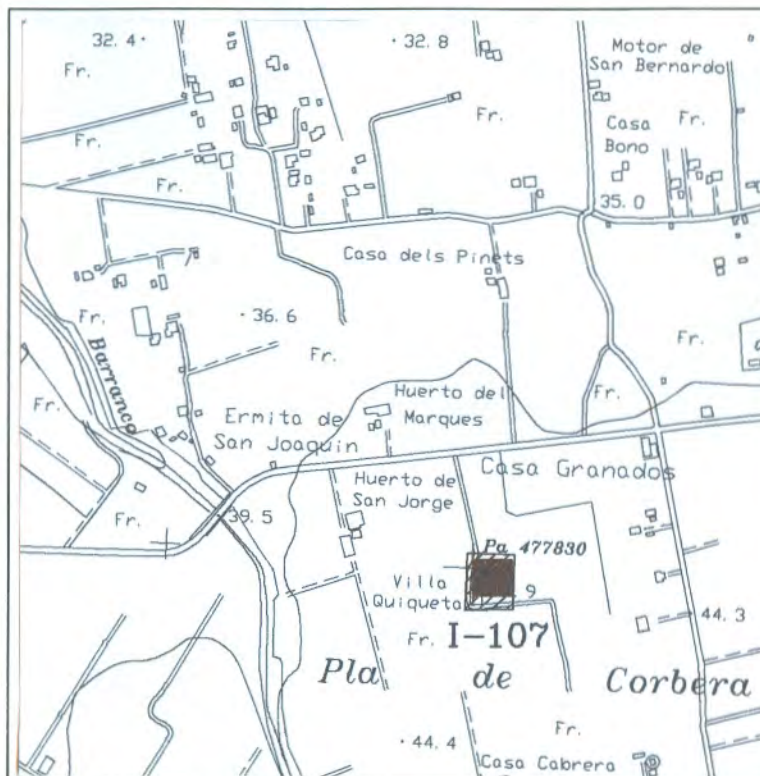 32. 4
32. 8
Motor de
San Bernardo
Fr.
Fr.
Fr.
Casa
Bono
Fr.
Fr.
35. 0
Casa dels Pinets
Fr.
36. 6
Fr.
Fr.
Barranco
Fr.
Huerto del
Marques
Fr.
Ermita de
San Joaquin
Casa Granados
Huerto de
San Jorge
Fr.
39. 5
Pa 477830
Villa
Quiqueta
9
44. 3
Fr.
I-107
Pla de Corbera
Fr.
44. 4
Casa Cabrera